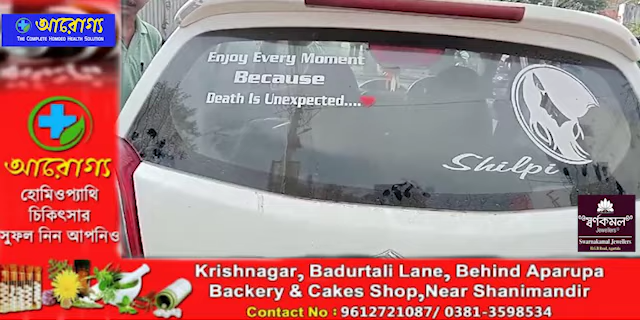 আরোগ্য
The Complete Honoded Health Solution
আরোগ্য
হোমিওপ্যাথি
চিকিৎসার
সুফল নিন আপনিও
Enjoy Every Moment
Because
Death Is Unexpected....
Shilpi
স্বর্ণকমল
Jewellers
Swarnakamal Jewellers
Krishnagar, Badurtali Lane, Behind Aparupa
Backery & Cakes Shop,Near Shanimandir
Contact No : 9612721087/ 0381-3598534